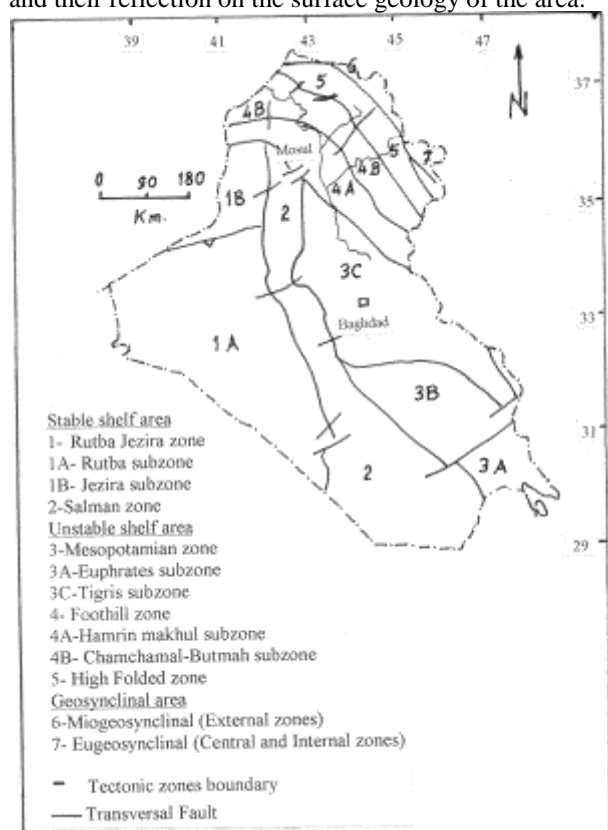 and then reflection on the surface geology of the area.
39 41 43 45 47
6
5
37
4B
N
Mosul
5
7
4B
4A
0 90 180
Km.
1B
35
2
3C
33
Baghdad
1A
3B
31
Stable shelf area
1- Rutba Jezira zone
1A- Rutba subzone
3A
1B- Jezira subzone
2
2-Salman zone
Unstable shelf area
29
3-Mesopotamian zone
3A-Euphrates subzone
3C-Tigris subzone
4- Foothill zone
4A-Hamrin makhul subzone
4B- Chamchamal-Butmah subzone
5- High Folded zone
Geosynclinal area
6-Miogeosynclinal (External zones)
7- Eugeosynclinal (Central and Internal zones)
Tectonic zones boundary
Transversal Fault